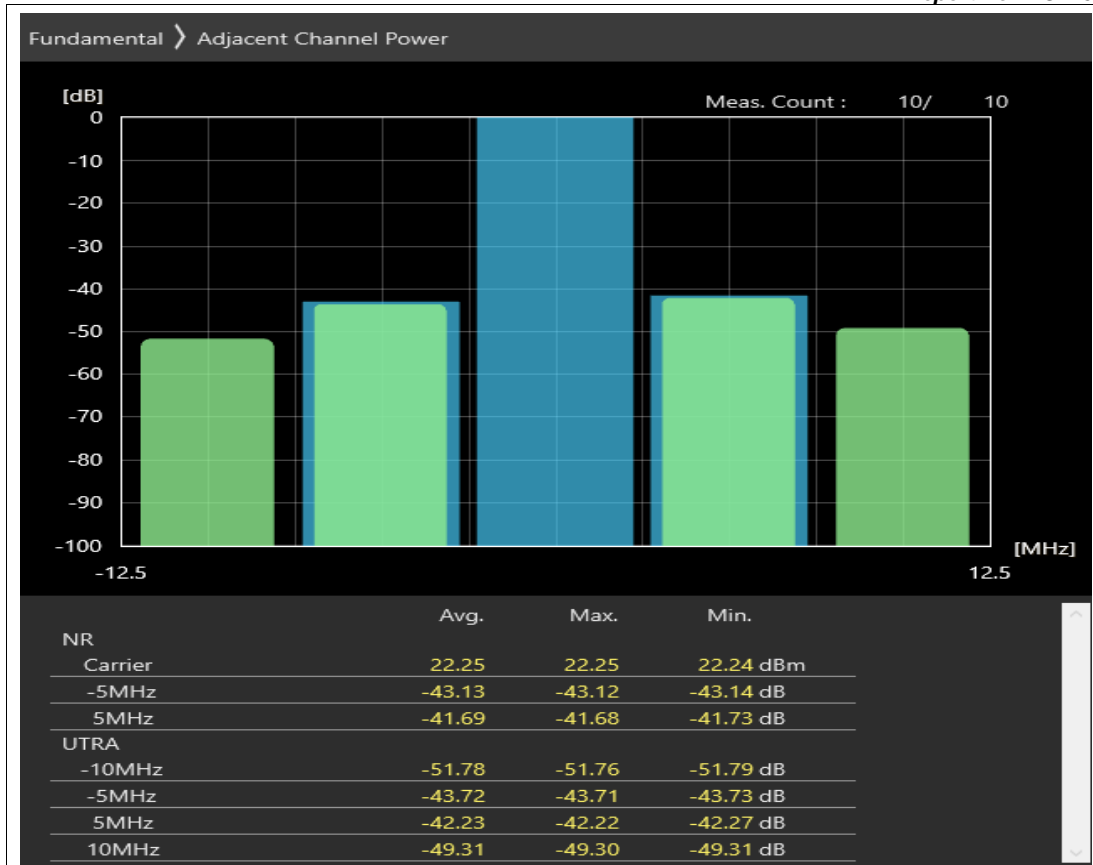 Fundamental ❯ Adjacent Channel Power
[dB]
Meas. Count : 10/ 10
0
-10
-20
-30
-40
-50
-60
-70
-80
-90
-100
[MHz]
-12.5 12.5
Avg. Max. Min.
NR
Carrier 22.25 22.25 22.24 dBm
-5MHz -43.13 -43.12 -43.14 dB
5MHz -41.69 -41.68 -41.73 dB
UTRA
-10MHz -51.78 -51.76 -51.79 dB
-5MHz -43.72 -43.71 -43.73 dB
5MHz -42.23 -42.22 -42.27 dB
10MHz -49.31 -49.30 -49.31 dB